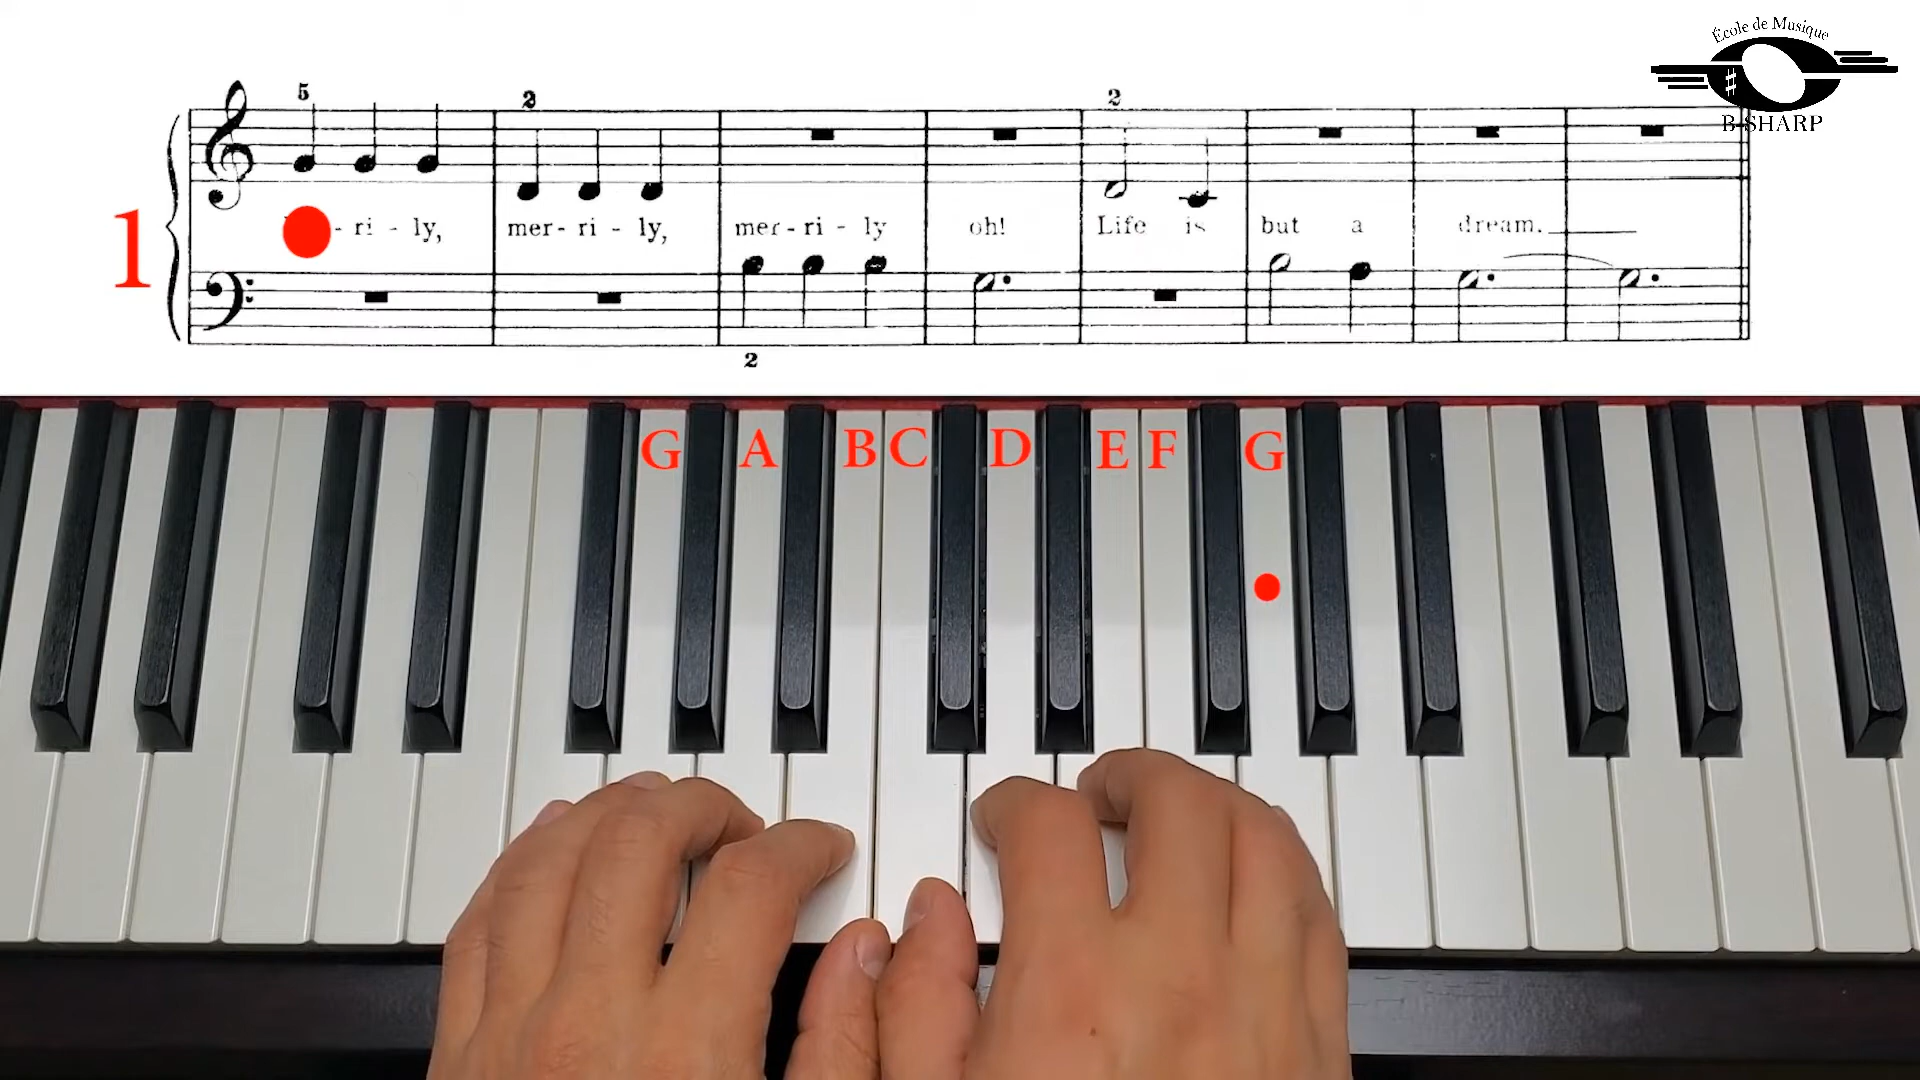 École de Musique
B-SHARP
5 2 2
1
- ri - ly, mer- ri - ly, mer- ri - ly oh! Life is but a dream.
2
G A B C D E F G